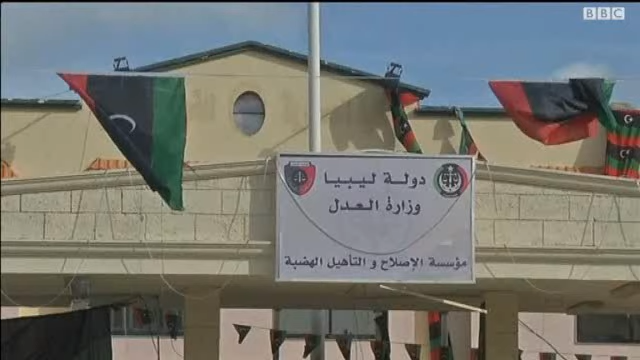 BBC
دولة ليبيا
وزارة العدل
مؤسسة الإصلاح و التأهيل الهضبة